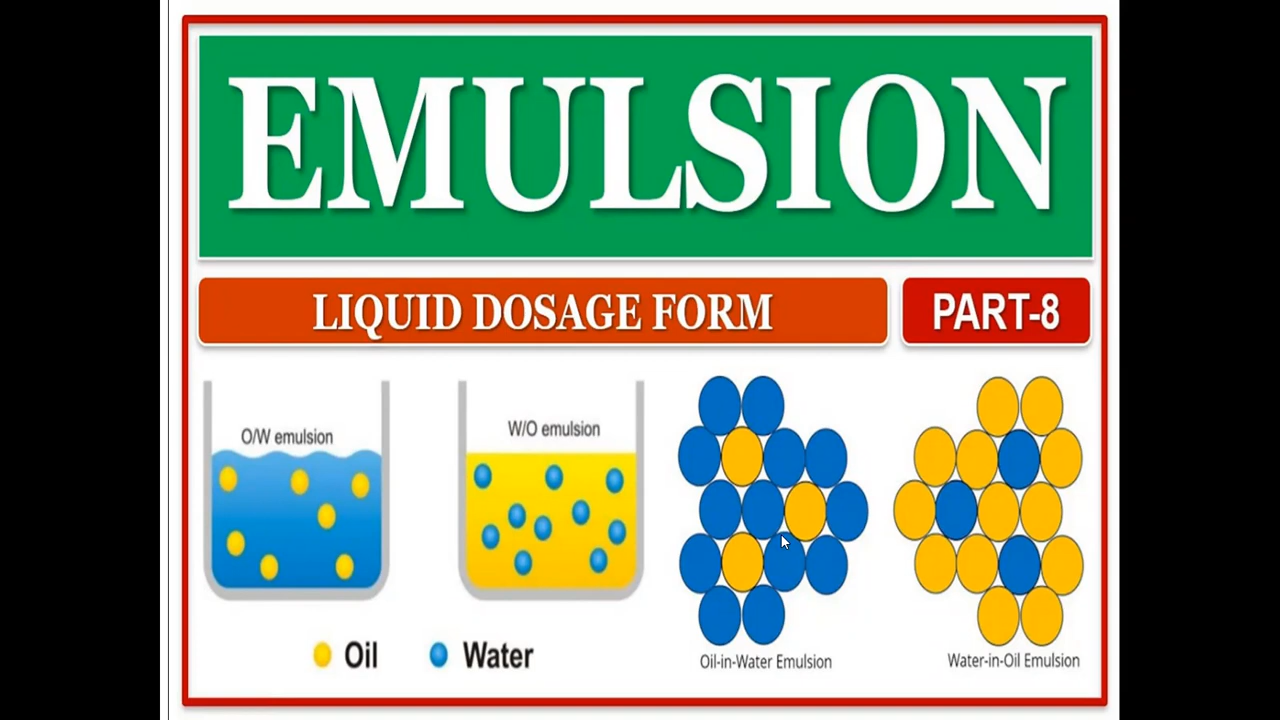 EMULSION
LIQUID DOSAGE FORM
PART-8
O/W emulsion
W/O emulsion
Oil
Water
Oil-in-Water Emulsion
Water-in-Oil Emulsion